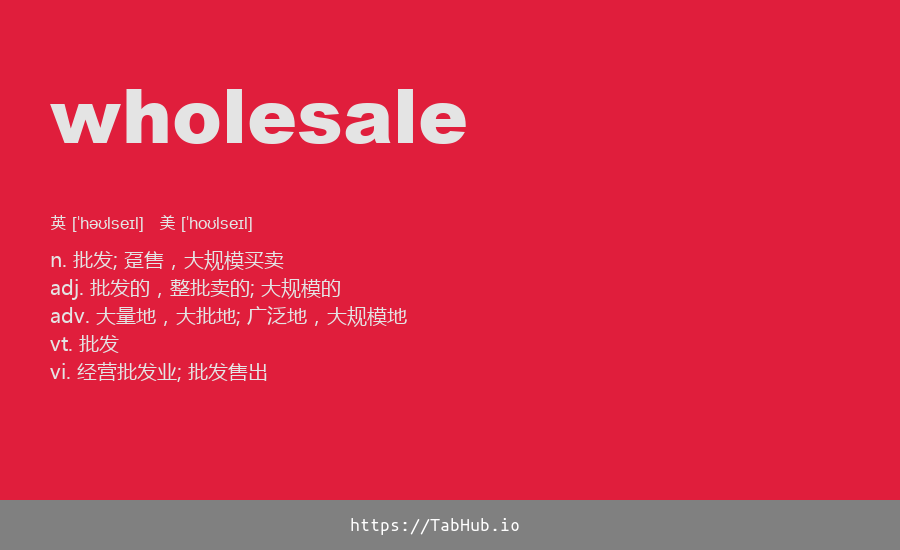 wholesale
英 [ˈhəʊlseɪl]   美 [ˈhoʊlseɪl]
n. 批发; 趸售，大规模买卖
adj. 批发的，整批卖的; 大规模的
adv. 大量地，大批地; 广泛地，大规模地
vt. 批发
vi. 经营批发业; 批发售出
https://TabHub.io